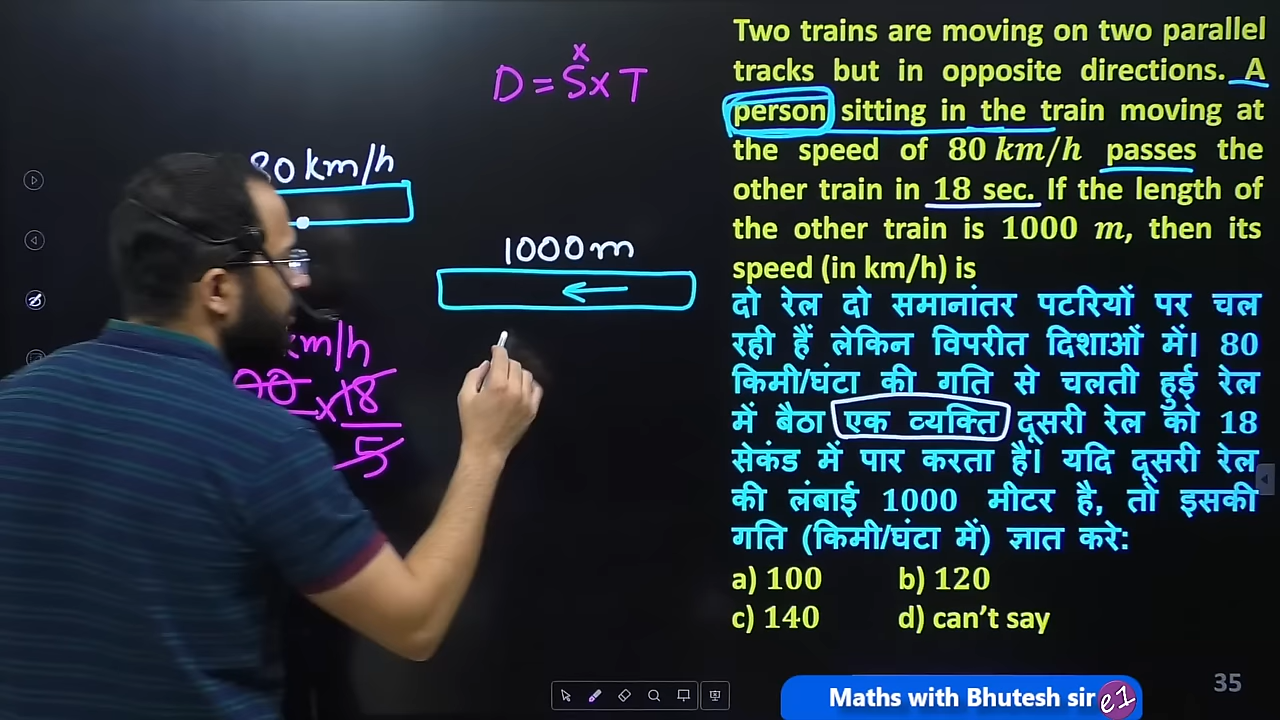 Two trains are moving on two parallel
tracks but in opposite directions. A
person sitting in the train moving at
the speed of 80 km/h passes the
other train in 18 sec. If the length of
the other train is 1000 m, then its
speed (in km/h) is
दो रेल दो समानांतर पटरियों पर चल
रही हैं लेकिन विपरीत दिशाओं में। 80
किमी/घंटा की गति से चलती हुई रेल
में बैठा एक व्यक्ति दूसरी रेल को 18
सेकंड में पार करता है। यदि दूसरी रेल
की लंबाई 1000 मीटर है, तो इसकी
गति (किमी/घंटा में) ज्ञात करे:
a) 100 b) 120
c) 140 d) can't say
D = S x T
x
80 km/h
1000 m
km/h
x 18
5
Maths with Bhutesh sir e1
35